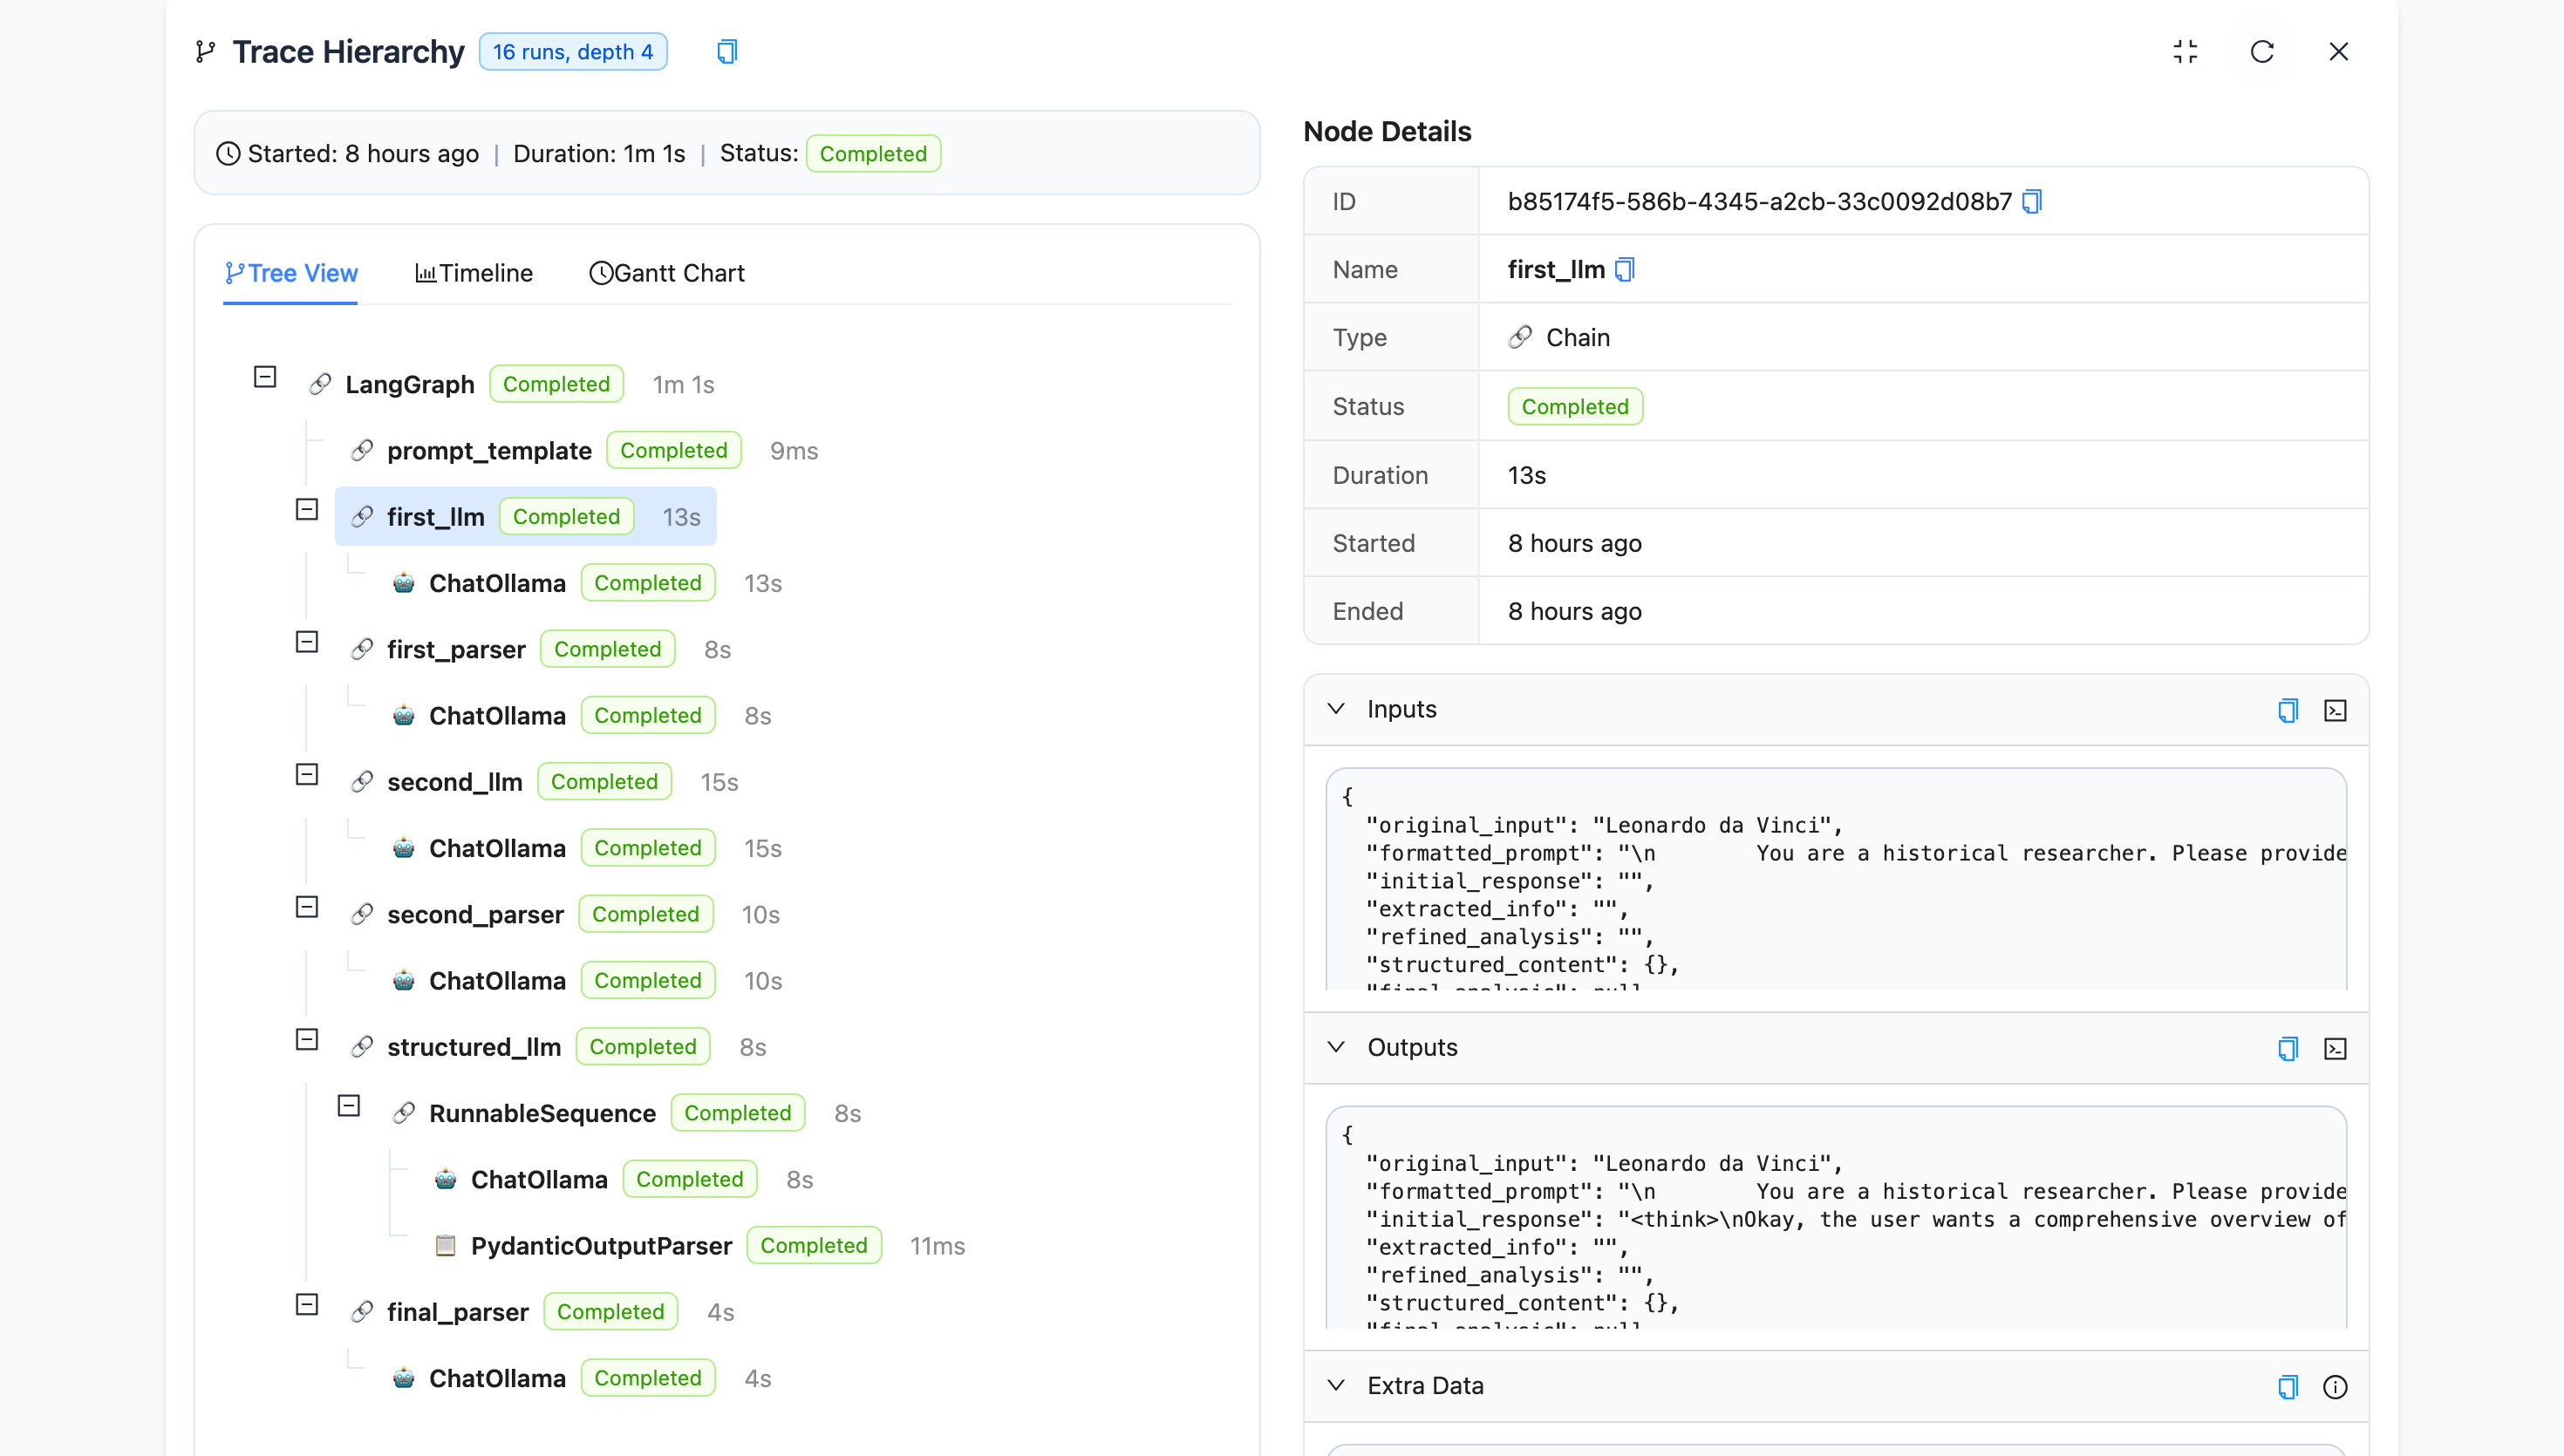 Trace Hierarchy 16 runs, depth 4
Started: 8 hours ago | Duration: 1m 1s | Status: Completed
Tree View Timeline Gantt Chart
LangGraph Completed 1m 1s
prompt_template Completed 9ms
first_llm Completed 13s
ChatOllama Completed 13s
first_parser Completed 8s
ChatOllama Completed 8s
second_llm Completed 15s
ChatOllama Completed 15s
second_parser Completed 10s
ChatOllama Completed 10s
structured_llm Completed 8s
RunnableSequence Completed 8s
ChatOllama Completed 8s
PydanticOutputParser Completed 11ms
final_parser Completed 4s
ChatOllama Completed 4s
Node Details
ID b85174f5-586b-4345-a2cb-33c0092d08b7
Name first_llm
Type Chain
Status Completed
Duration 13s
Started 8 hours ago
Ended 8 hours ago
Inputs
{
"original_input": "Leonardo da Vinci",
"formatted_prompt": "\n        You are a historical researcher. Please provide
"initial_response": "",
"extracted_info": "",
"refined_analysis": "",
"structured_content": {},
"final_analysis": null
Outputs
{
"original_input": "Leonardo da Vinci",
"formatted_prompt": "\n        You are a historical researcher. Please provide
"initial_response": "<think>\nOkay, the user wants a comprehensive overview of
"extracted_info": "",
"refined_analysis": "",
"structured_content": {},
"final_analysis": null
Extra Data